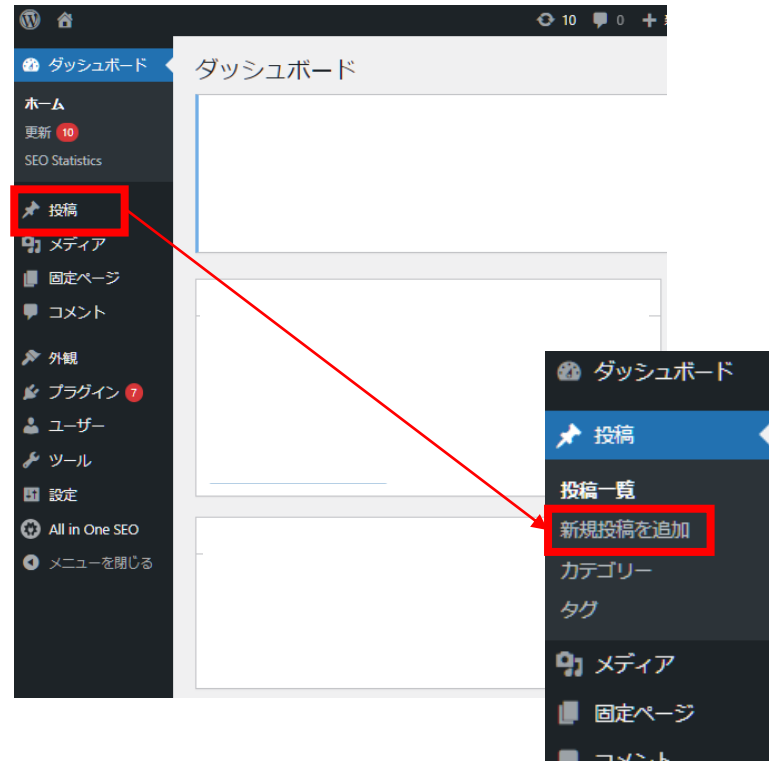 10 0
ダッシュボード
ホーム
更新 10
SEO Statistics
投稿
メディア
固定ページ
コメント
外観
プラグイン 7
ユーザー
ツール
設定
All in One SEO
メニューを閉じる
ダッシュボード
ダッシュボード
投稿
投稿一覧
新規投稿を追加
カテゴリー
タグ
メディア
固定ページ
コメント